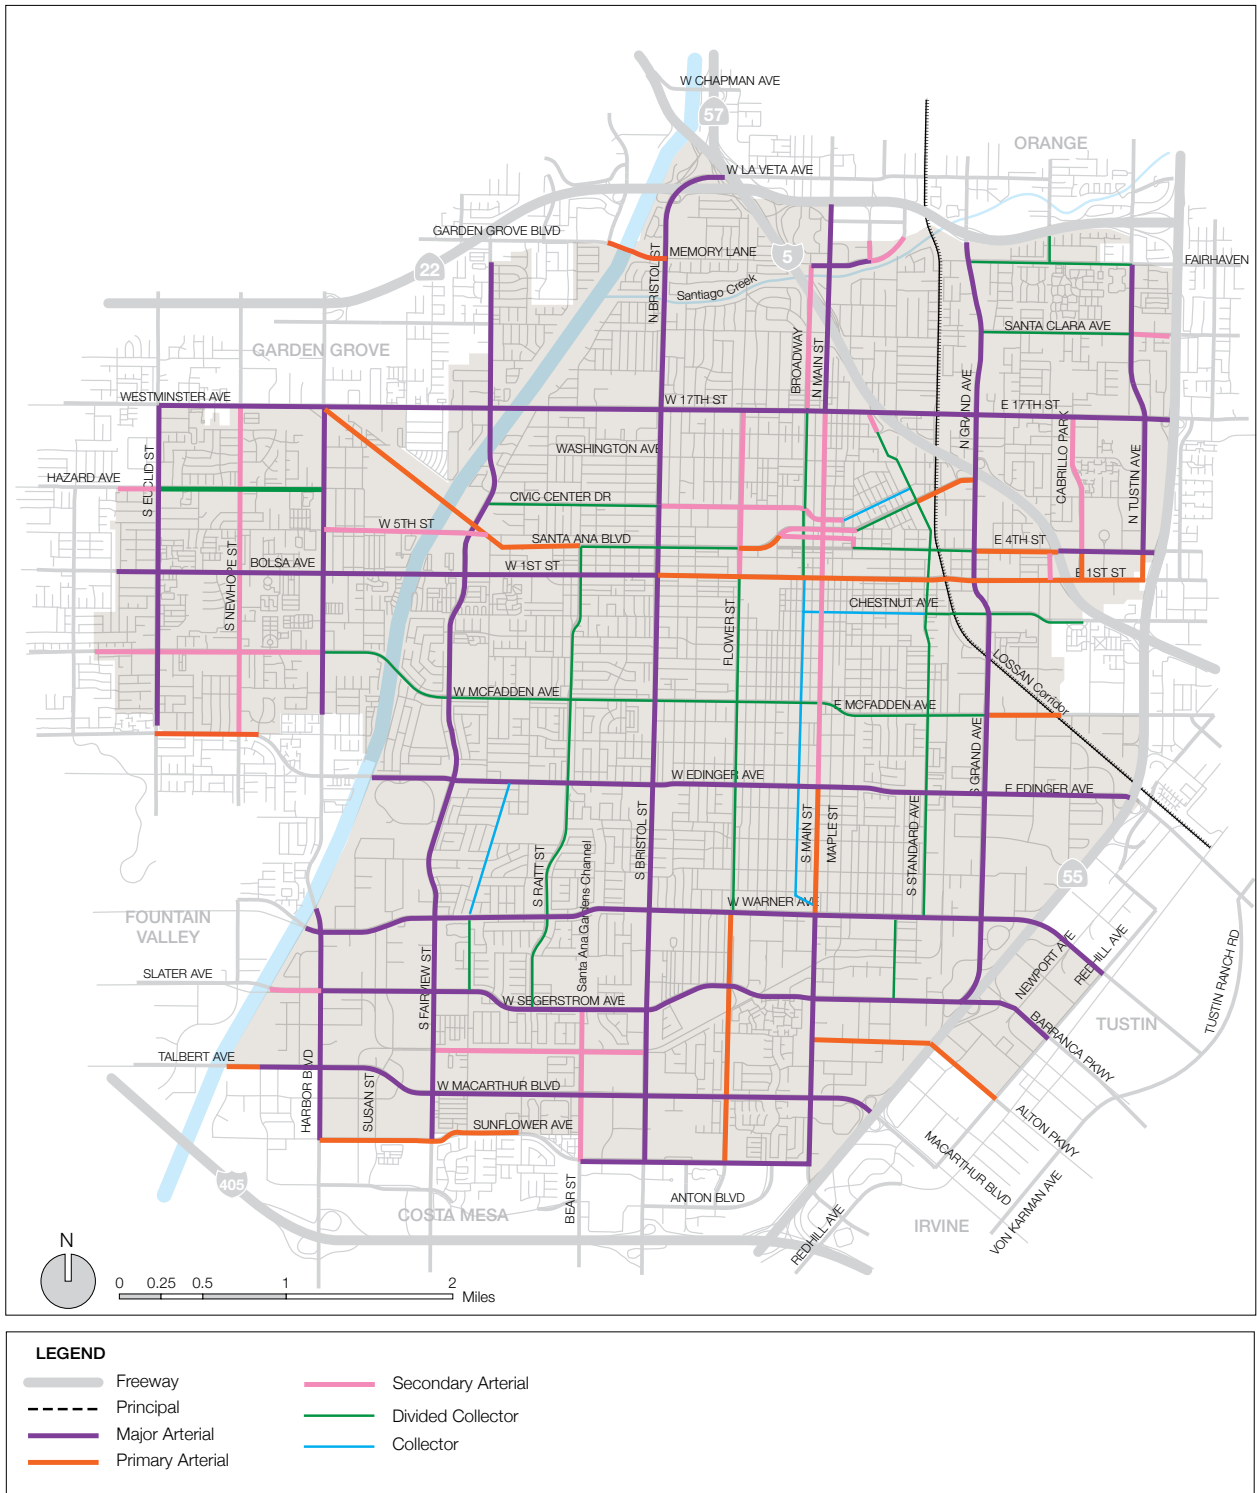 W CHAPMAN AVE
57
ORANGE
W LA VETA AVE
GARDEN GROVE BLVD
MEMORY LANE
5
22
FAIRHAVEN
N BRISTOL ST
Santiago Creek
SANTA CLARA AVE
GARDEN GROVE
BROADWAY
N MAIN ST
N GRAND AVE
WESTMINSTER AVE
W 17TH ST
E 17TH ST
CABRILLO PARK
N TUSTIN AVE
WASHINGTON AVE
S EUCLID ST
HAZARD AVE
CIVIC CENTER DR
W 5TH ST
SANTA ANA BLVD
E 4TH ST
S NEWHOPE ST
BOLSA AVE
W 1ST ST
E 1ST ST
CHESTNUT AVE
FLOWER ST
LOSSAN Corridor
W MCFADDEN AVE
E MCFADDEN AVE
S GRAND AVE
W EDINGER AVE
E EDINGER AVE
S BRISTOL ST
S MAIN ST
MAPLE ST
S STANDARD AVE
S RAITT ST
Santa Ana Gardens Channel
55
W WARNER AVE
FOUNTAIN
VALLEY
SLATER AVE
S FAIRVIEW ST
W SEGERSTROM AVE
NEWPORT AVE
REDHILL AVE
TUSTIN RANCH RD
TUSTIN
BARRANCA PKWY
TALBERT AVE
HARBOR BLVD
SUSAN ST
W MACARTHUR BLVD
SUNFLOWER AVE
ALTON PKWY
MACARTHUR BLVD
VON KARMAN AVE
405
COSTA MESA
BEAR ST
ANTON BLVD
REDHILL AVE
IRVINE
N
0 0.25 0.5 1 2
Miles
LEGEND
Freeway
Principal
Major Arterial
Primary Arterial
Secondary Arterial
Divided Collector
Collector